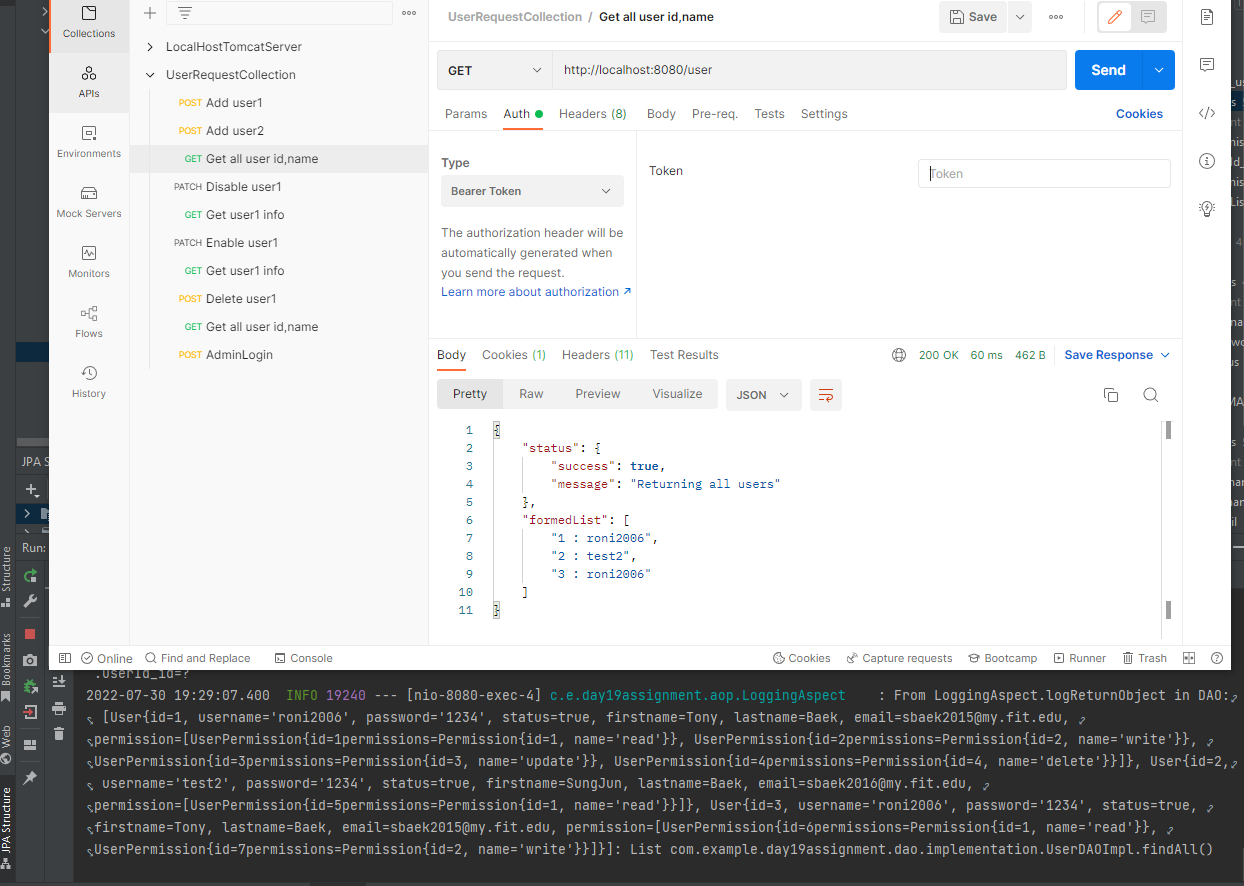 UserRequestCollection / Get all user id,name
Save
Collections
APIs
Environments
Mock Servers
Monitors
Flows
History
LocalHostTomcatServer
UserRequestCollection
POST Add user1
POST Add user2
GET Get all user id,name
PATCH Disable user1
GET Get user1 info
PATCH Enable user1
GET Get user1 info
POST Delete user1
GET Get all user id,name
POST AdminLogin
GET http://localhost:8080/user Send
Params Auth Headers (8) Body Pre-req. Tests Settings Cookies
Type
Bearer Token
The authorization header will be
automatically generated when
you send the request.
Learn more about authorization ↗
Token Token
Body Cookies (1) Headers (11) Test Results 200 OK 60 ms 462 B Save Response
Pretty Raw Preview Visualize JSON
1 {
2 "status": {
3 "success": true,
4 "message": "Returning all users"
5 },
6 "formedList": [
7 "1 : roni2006",
8 "2 : test2",
9 "3 : roni2006"
10 ]
11 }
Online Find and Replace Console Cookies Capture requests Bootcamp Runner Trash
JPA S
Run:
Structure
Bookmarks
Web
JPA Structure
.UserId_id=?
2022-07-30 19:29:07.400 INFO 19240 --- [nio-8080-exec-4] c.e.day19assignment.aop.LoggingAspect : From LoggingAspect.logReturnObject in DAO:
[User{id=1, username='roni2006', password='1234', status=true, firstname=Tony, lastname=Baek, email=sbaek2015@my.fit.edu,
permission=[UserPermission{id=1permissions=Permission{id=1, name='read'}}, UserPermission{id=2permissions=Permission{id=2, name='write'}},
UserPermission{id=3permissions=Permission{id=3, name='update'}}, UserPermission{id=4permissions=Permission{id=4, name='delete'}}]}, User{id=2,
username='test2', password='1234', status=true, firstname=SungJun, lastname=Baek, email=sbaek2016@my.fit.edu,
permission=[UserPermission{id=5permissions=Permission{id=1, name='read'}}]}, User{id=3, username='roni2006', password='1234', status=true,
firstname=Tony, lastname=Baek, email=sbaek2015@my.fit.edu, permission=[UserPermission{id=6permissions=Permission{id=1, name='read'}},
UserPermission{id=7permissions=Permission{id=2, name='write'}}]}]: List com.example.day19assignment.dao.implementation.UserDAOImpl.findAll()